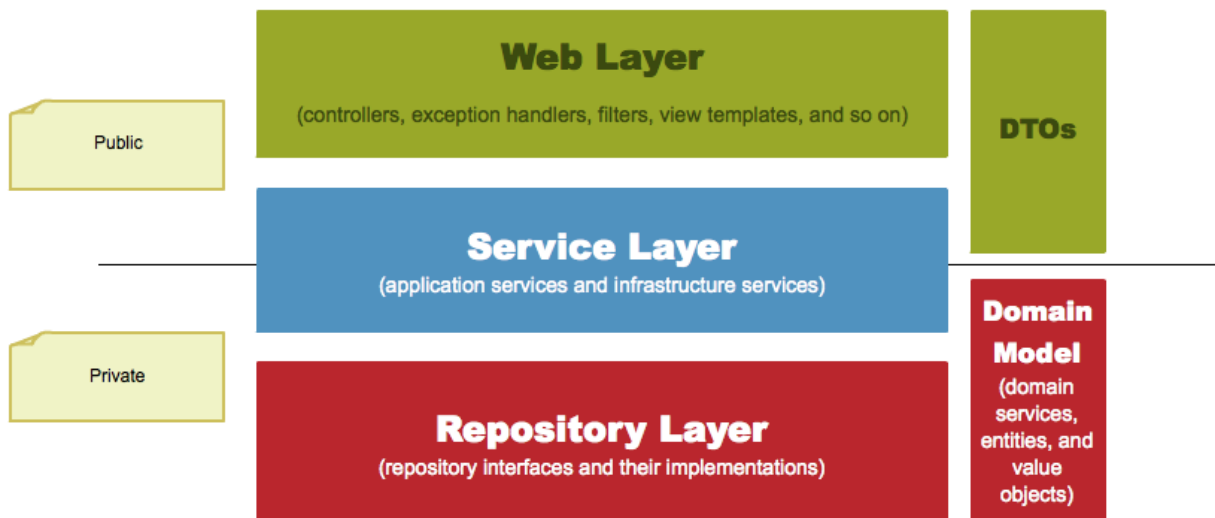 Web Layer
(controllers, exception handlers, filters, view templates, and so on)
DTOs
Public
Service Layer
(application services and infrastructure services)
Private
Repository Layer
(repository interfaces and their implementations)
Domain
Model
(domain
services,
entities, and
value
objects)